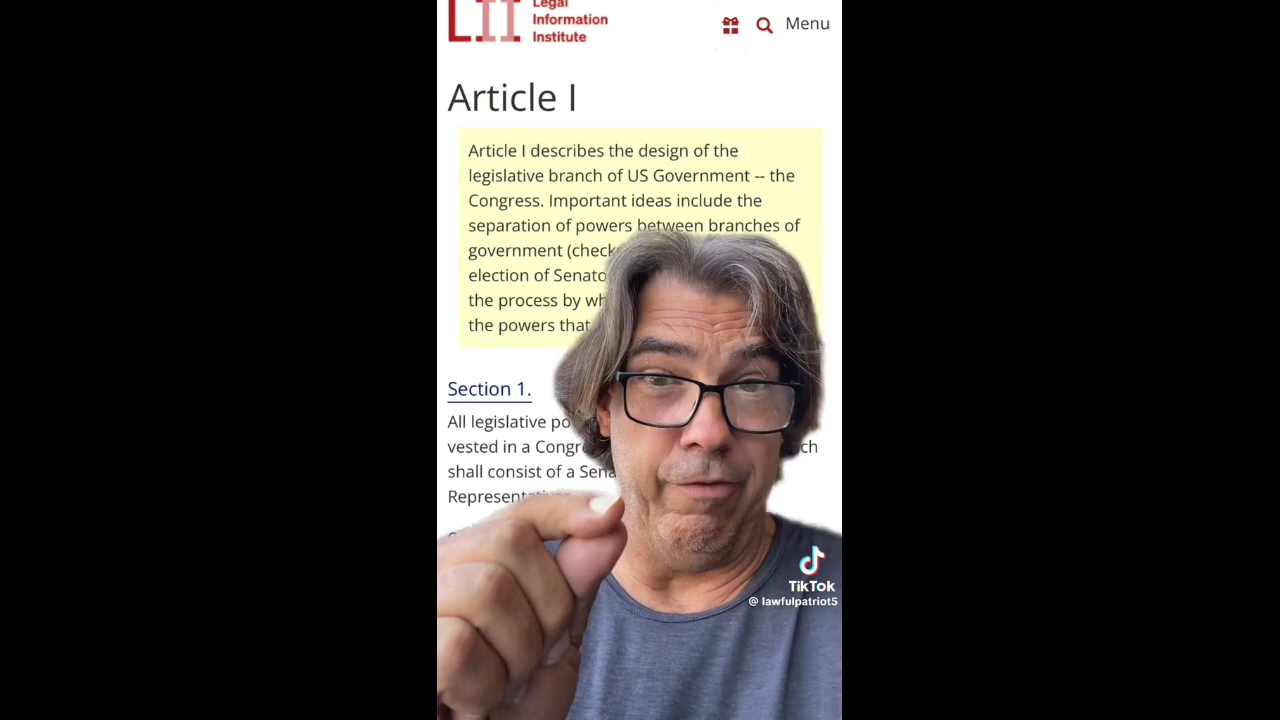 Legal
Information
Institute
Menu
Article I
Article I describes the design of the
legislative branch of US Government -- the
Congress. Important ideas include the
separation of powers between branches of
government (check
election of Senato
the process by wh
the powers that
Section 1.
All legislative po
vested in a Congr ch
shall consist of a Sena
Representatives
TikTok
@ lawfulpatriot5